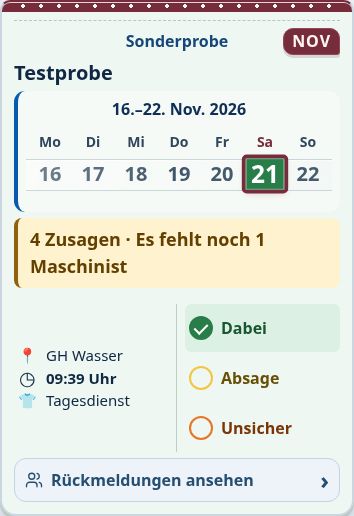 Sonderprobe
NOV
Testprobe
16.–22. Nov. 2026
Mo Di Mi Do Fr Sa So
16 17 18 19 20 21 22
4 Zusagen · Es fehlt noch 1
Maschinist
📍 GH Wasser
09:39 Uhr
👕 Tagesdienst
Dabei
Absage
Unsicher
Rückmeldungen ansehen ›